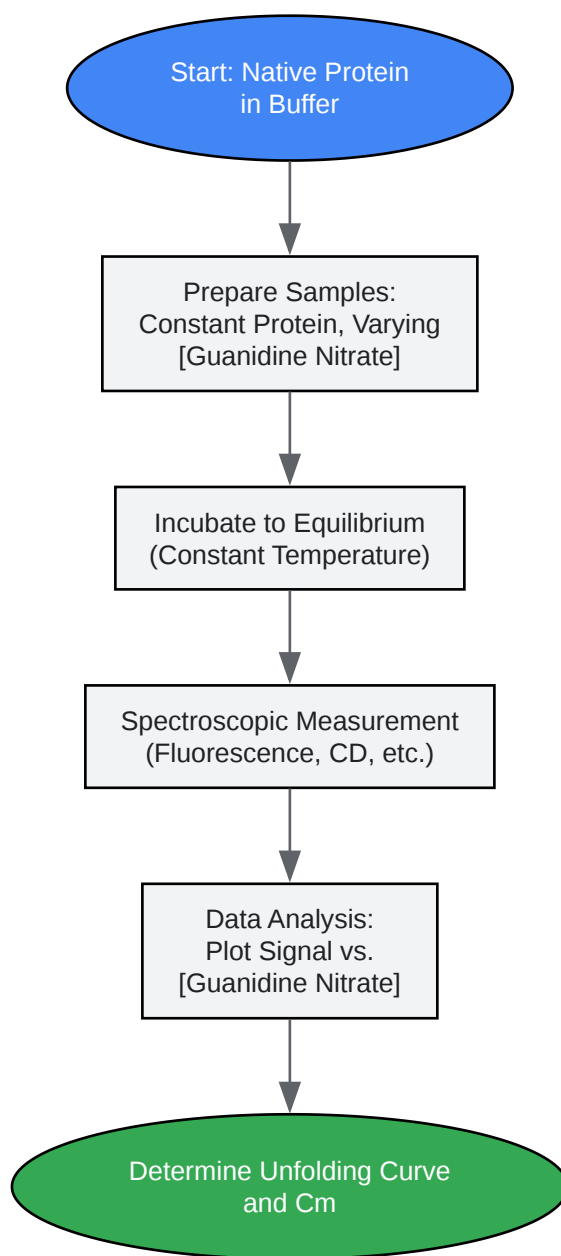 Start: Native Protein
in Buffer
Prepare Samples:
Constant Protein, Varying
[Guanidine Nitrate]
Incubate to Equilibrium
(Constant Temperature)
Spectroscopic Measurement
(Fluorescence, CD, etc.)
Data Analysis:
Plot Signal vs.
[Guanidine Nitrate]
Determine Unfolding Curve
and Cm